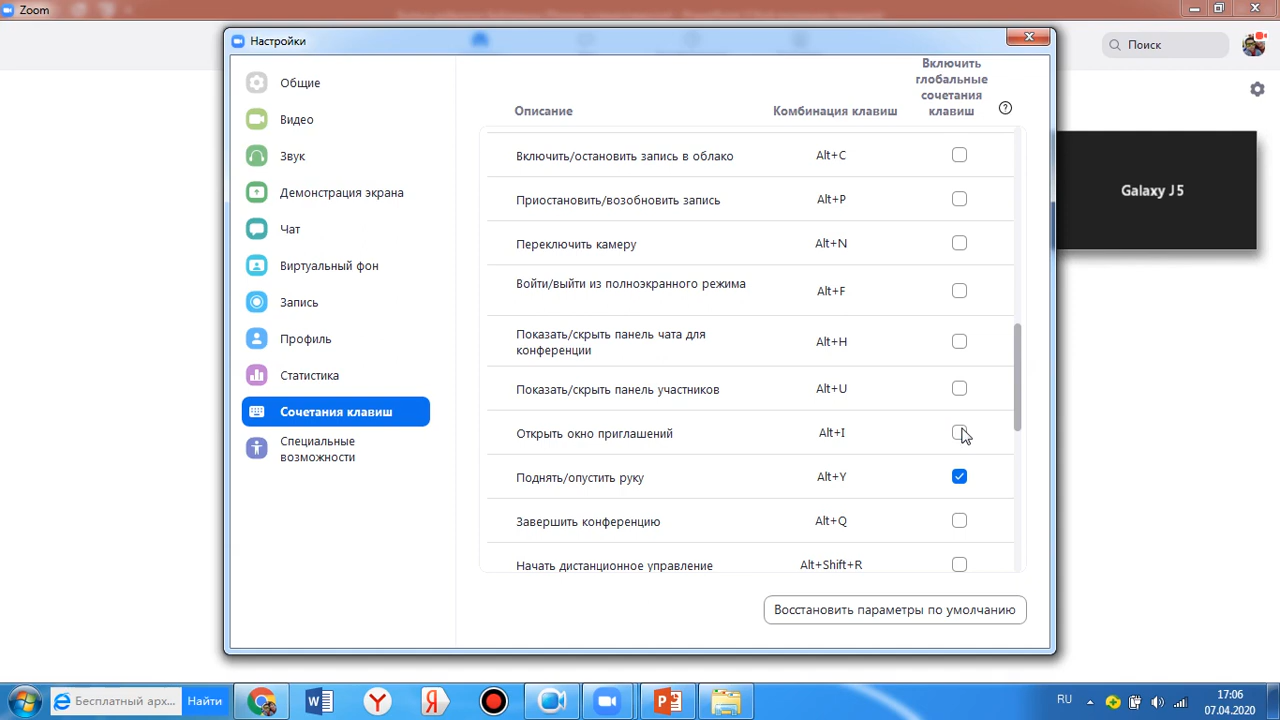 Zoom
Настройки
Поиск
Общие
Видео
Звук
Демонстрация экрана
Чат
Виртуальный фон
Запись
Профиль
Статистика
Сочетания клавиш
Специальные
возможности
Описание
Комбинация клавиш
Включить
глобальные
сочетания
клавиш
?
Включить/остановить запись в облако Alt+C
Приостановить/возобновить запись Alt+P
Переключить камеру Alt+N
Войти/выйти из полноэкранного режима Alt+F
Показать/скрыть панель чата для
конференции Alt+H
Показать/скрыть панель участников Alt+U
Открыть окно приглашений Alt+I
Поднять/опустить руку Alt+Y
Завершить конференцию Alt+Q
Начать дистанционное управление Alt+Shift+R
Восстановить параметры по умолчанию
Galaxy J5
Бесплатный арх... Найти
RU
17:06
07.04.2020